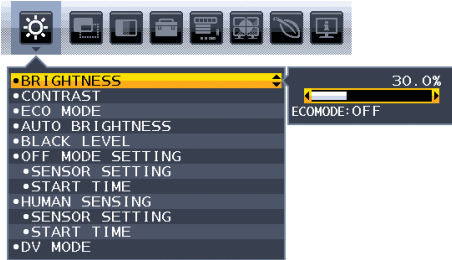 •BRIGHTNESS
30.0%
•CONTRAST
•ECO MODE
ECOMODE:OFF
•AUTO BRIGHTNESS
•BLACK LEVEL
•OFF MODE SETTING
•SENSOR SETTING
•START TIME
•HUMAN SENSING
•SENSOR SETTING
•START TIME
•DV MODE